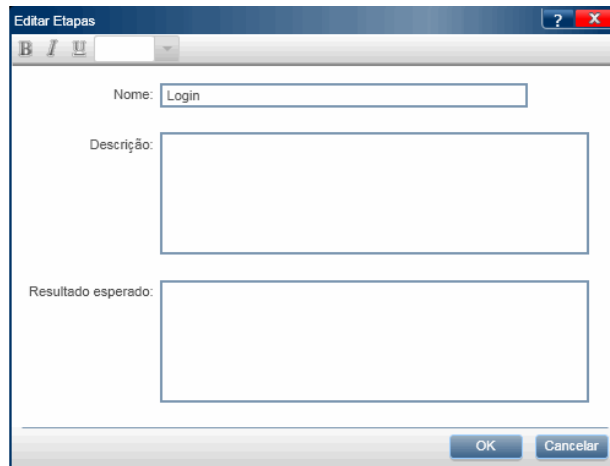 Editar Etapas ? X
B I U
Nome: Login
Descrição:
Resultado esperado:
OK Cancelar